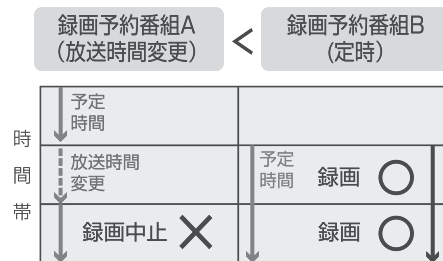 録画予約番組A
（放送時間変更）
＜
録画予約番組B
（定時）
時間帯
予定
時間
放送時間
変更
録画中止
予定
時間
録画
録画